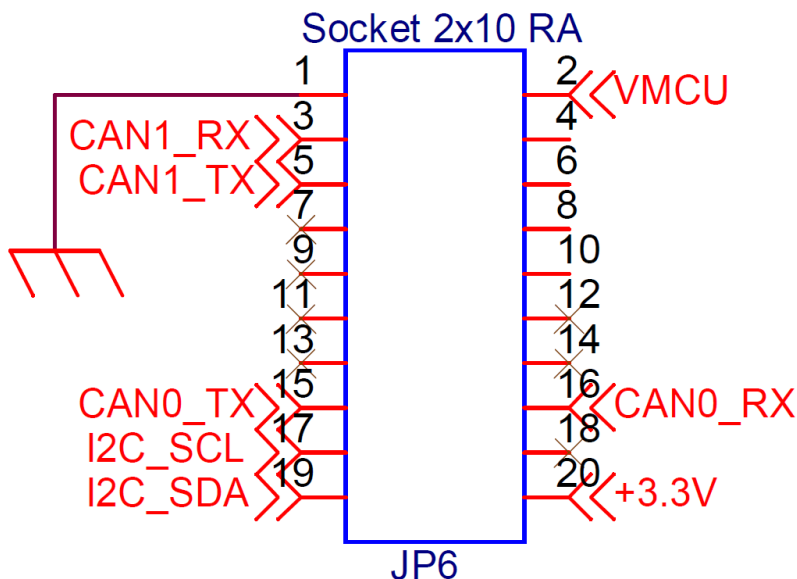 Socket 2x10 RA
1 2 VMCU
3 4
CAN1_RX
5 6
CAN1_TX
7 8
9 10
11 12
13 14
15 16
CAN0_TX CAN0_RX
17 18
I2C_SCL
19 20
I2C_SDA +3.3V
JP6